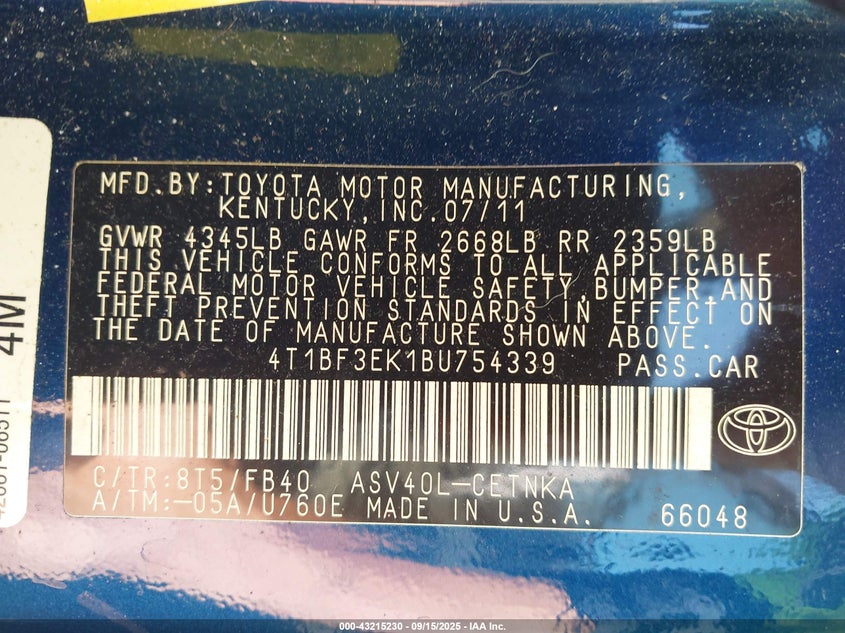 MFD.BY:TOYOTA MOTOR MANUFACTURING,
KENTUCKY,INC.07/11
GVWR 4345LB GAWR FR 2668LB RR 2359LB
THIS VEHICLE CONFORMS TO ALL APPLICABLE
FEDERAL MOTOR VEHICLE SAFETY,BUMPER,AND
THEFT PREVENTION STANDARDS IN EFFECT ON
THE DATE OF MANUFACTURE SHOWN ABOVE.
4T1BF3EK1BU754339 PASS.CAR
C/TR:8T5/FB40 ASV40L-CETNKA
A/TM:-05A/U760E MADE IN U.S.A. 66048
4M
000-43215230 - 09/15/2025 - IAA Inc.